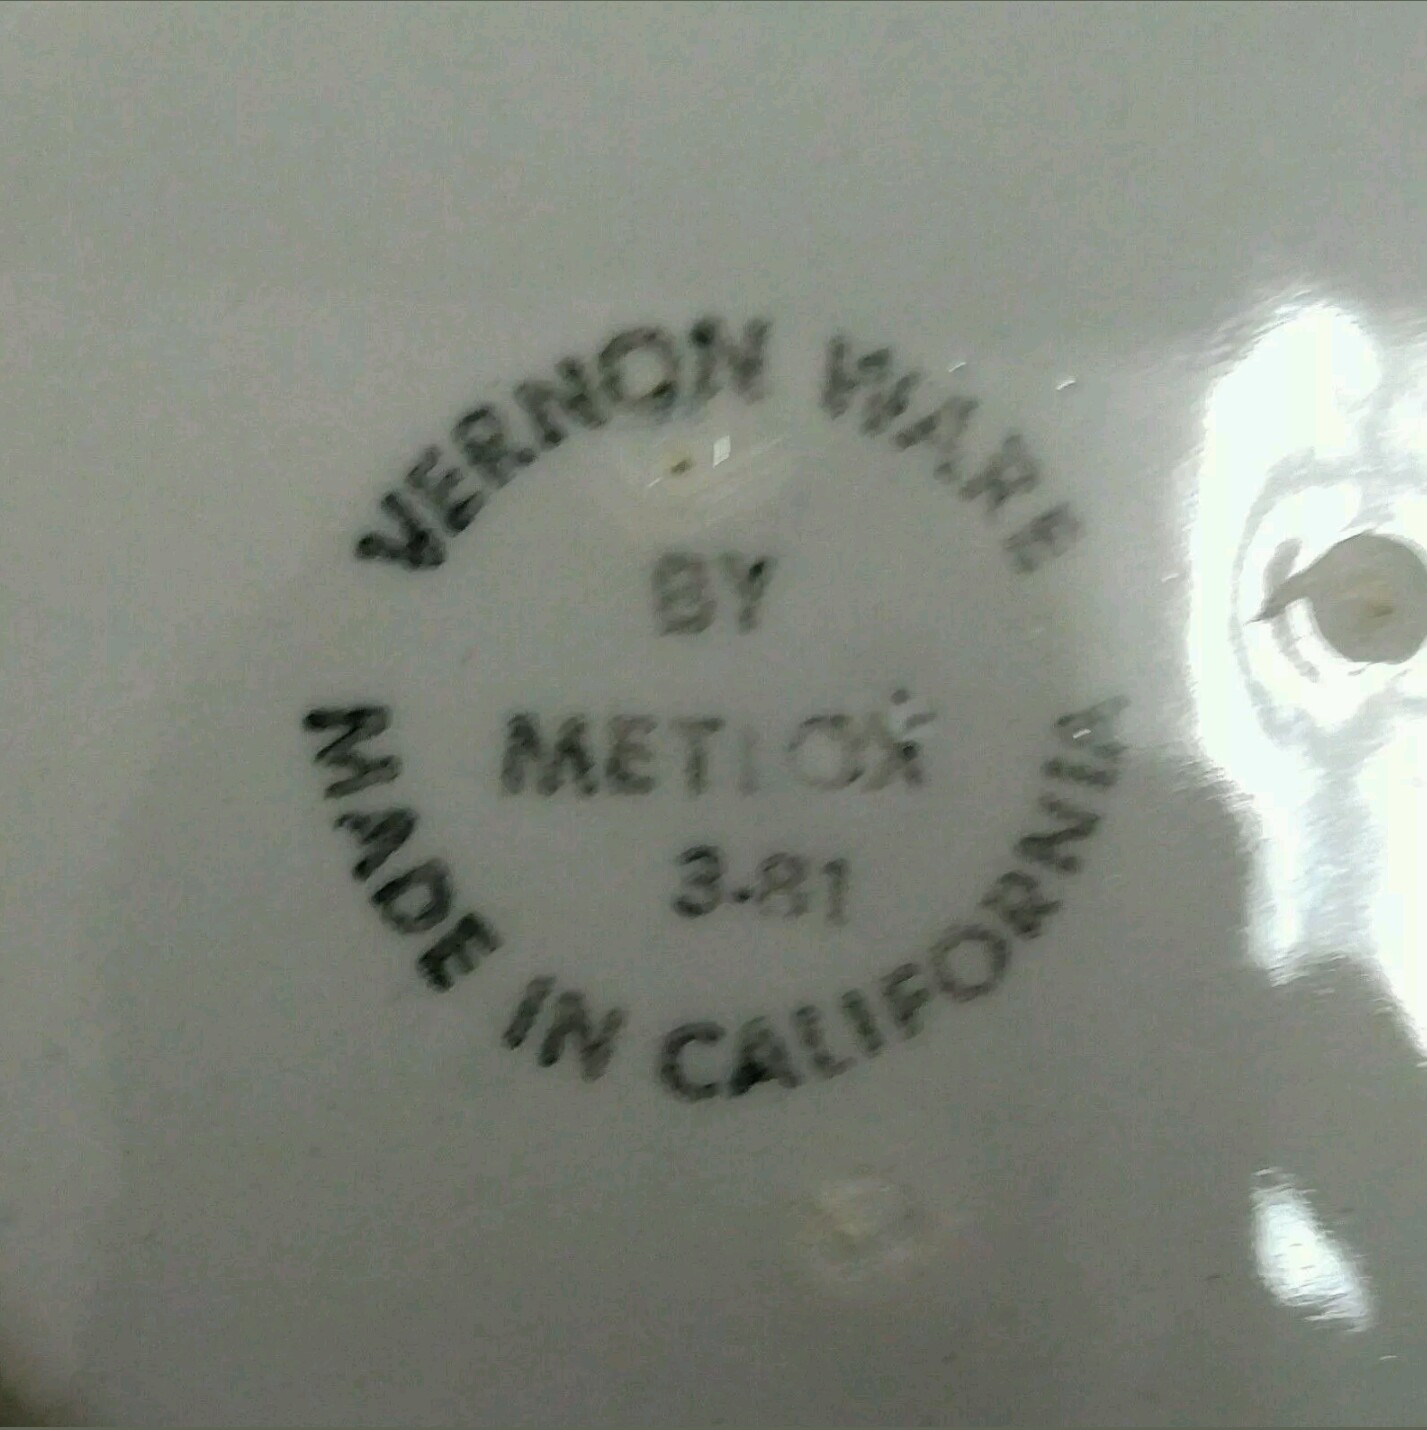 VERNON WARE
BY
METLOX
3-81
MADE IN CALIFORNIA